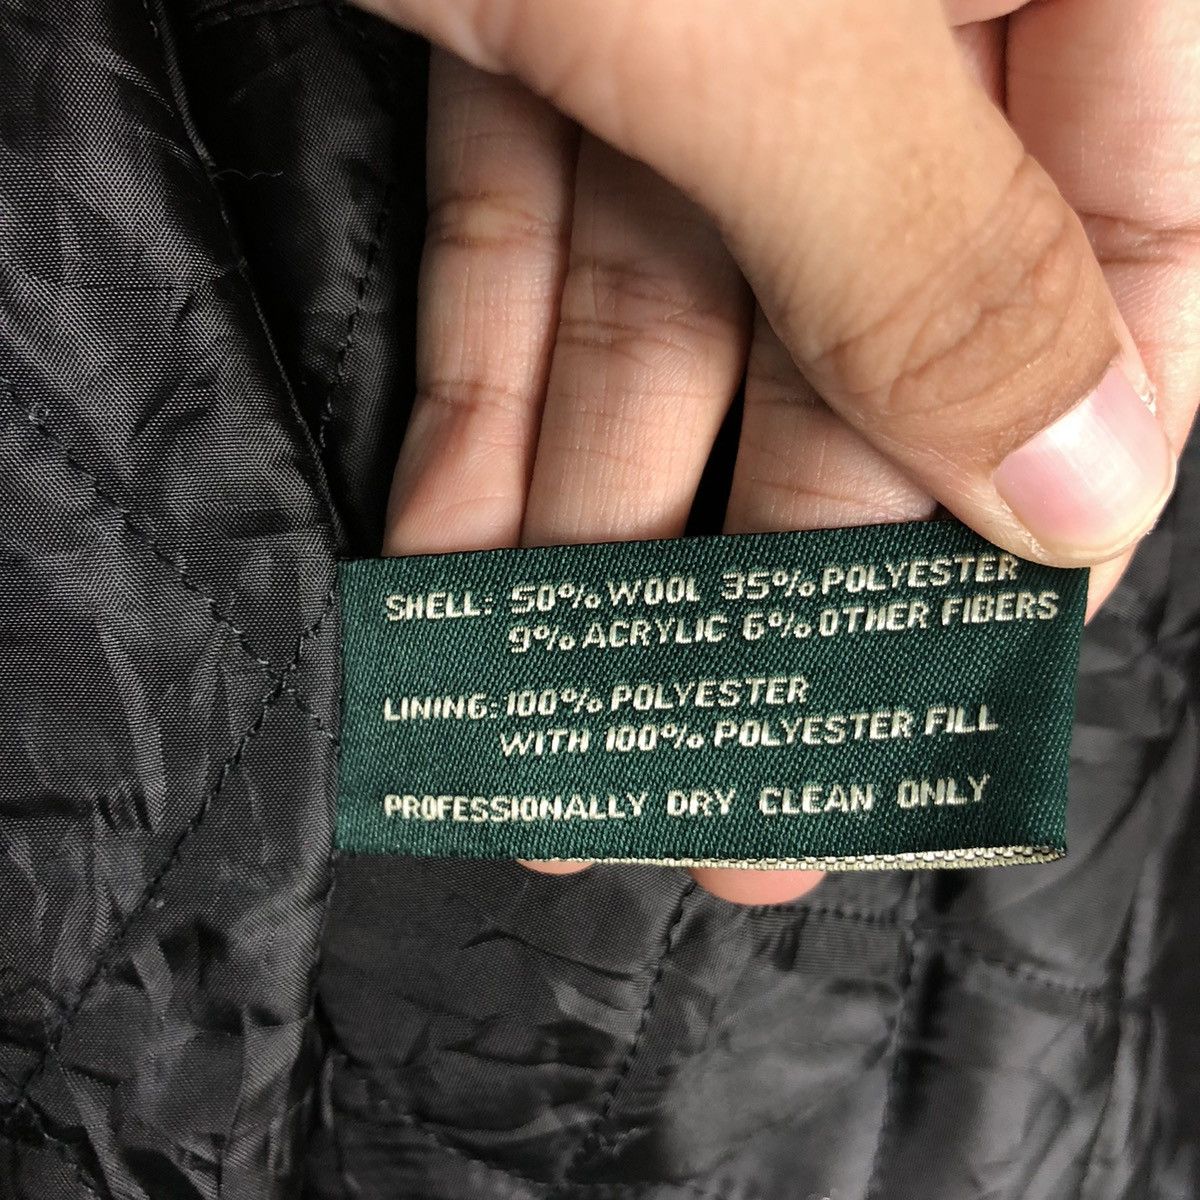 SHELL: 50% WOOL 35% POLYESTER
9% ACRYLIC 6% OTHER FIBERS
LINING: 100% POLYESTER
WITH 100% POLYESTER FILL
PROFESSIONALLY DRY CLEAN ONLY